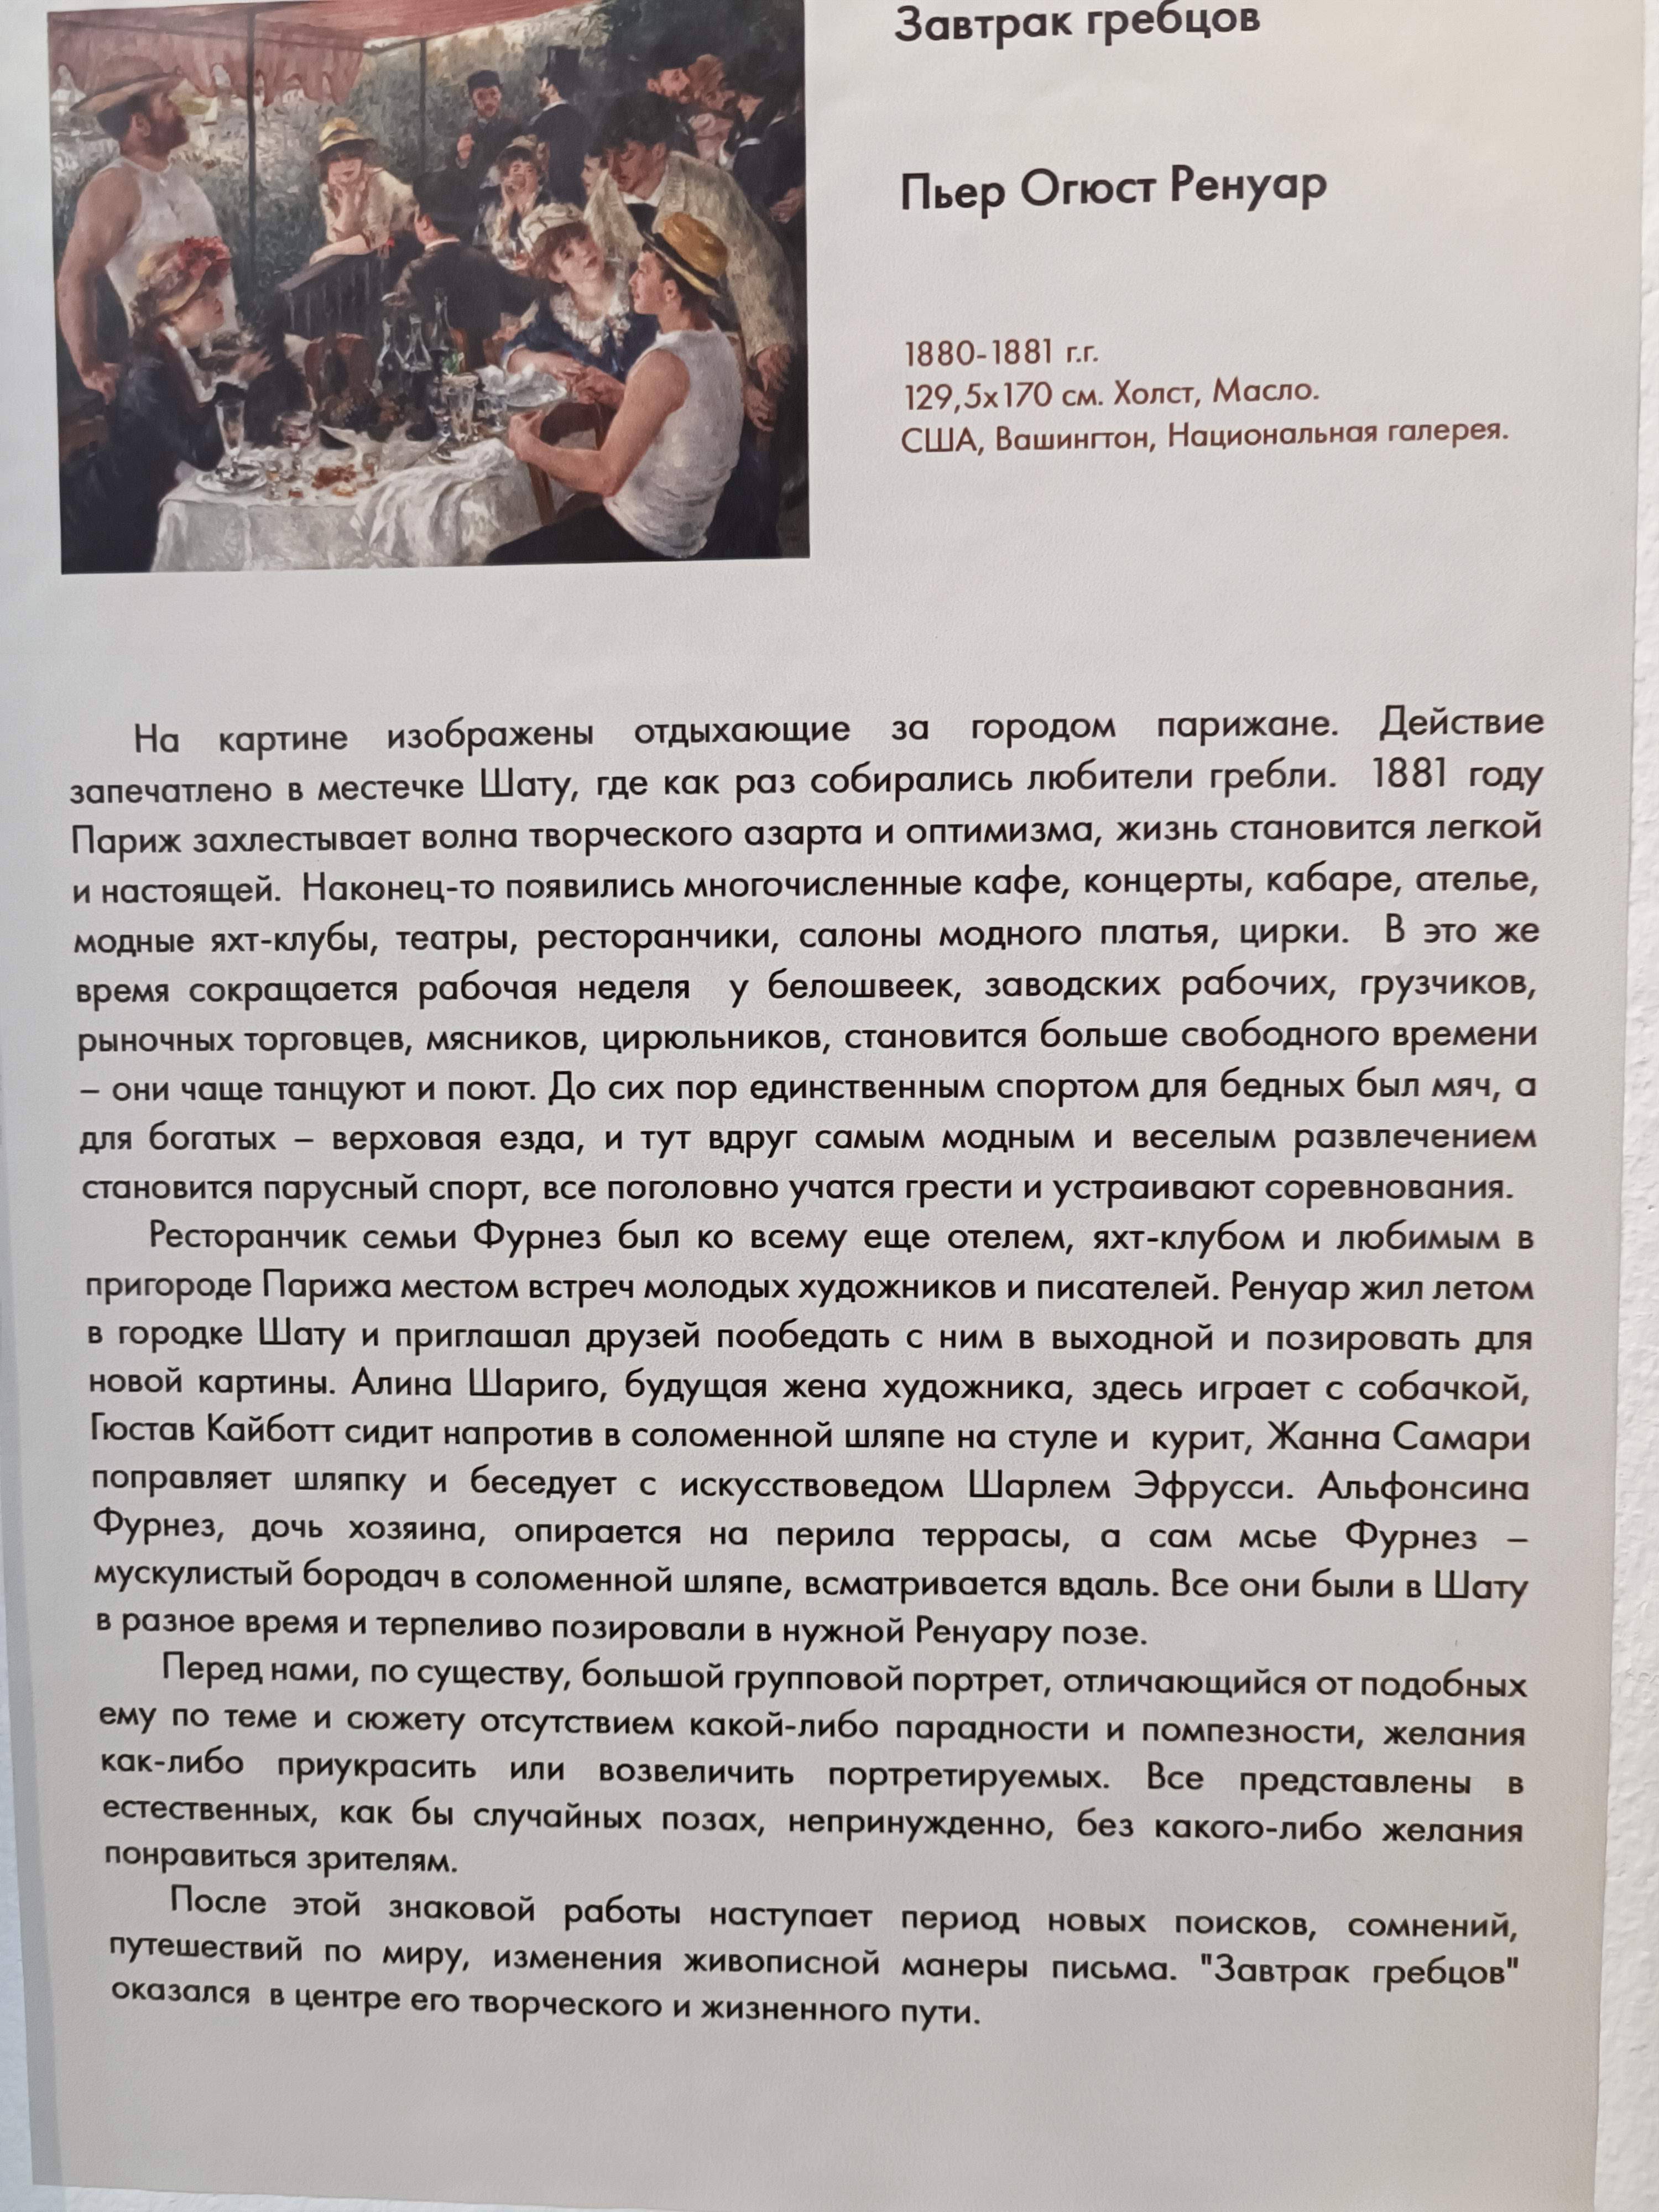 Завтрак гребцов
Пьер Огюст Ренуар
1880-1881 г.г.
129,5х170 см. Холст, Масло.
США, Вашингтон, Национальная галерея.
На картине изображены отдыхающие за городом парижане. Действие
запечатлено в местечке Шату, где как раз собирались любители гребли. 1881 году
Париж захлестывает волна творческого азарта и оптимизма, жизнь становится легкой
и настоящей. Наконец-то появились многочисленные кафе, концерты, кабаре, ателье,
модные яхт-клубы, театры, ресторанчики, салоны модного платья, цирки. В это же
время сокращается рабочая неделя у белошвеек, заводских рабочих, грузчиков,
рыночных торговцев, мясников, цирюльников, становится больше свободного времени
– они чаще танцуют и поют. До сих пор единственным спортом для бедных был мяч, а
для богатых – верховая езда, и тут вдруг самым модным и веселым развлечением
становится парусный спорт, все поголовно учатся грести и устраивают соревнования.
Ресторанчик семьи Фурнез был ко всему еще отелем, яхт-клубом и любимым в
пригороде Парижа местом встреч молодых художников и писателей. Ренуар жил летом
в городке Шату и приглашал друзей пообедать с ним в выходной и позировать для
новой картины. Алина Шариго, будущая жена художника, здесь играет с собачкой,
Гюстав Кайботт сидит напротив в соломенной шляпе на стуле и курит, Жанна Самари
поправляет шляпку и беседует с искусствоведом Шарлем Эфрусси. Альфонсина
Фурнез, дочь хозяина, опирается на перила террасы, а сам мсье Фурнез –
мускулистый бородач в соломенной шляпе, всматривается вдаль. Все они были в Шату
в разное время и терпеливо позировали в нужной Ренуару позе.
Перед нами, по существу, большой групповой портрет, отличающийся от подобных
ему по теме и сюжету отсутствием какой-либо парадности и помпезности, желания
как-либо приукрасить или возвеличить портретируемых. Все представлены в
естественных, как бы случайных позах, непринужденно, без какого-либо желания
понравиться зрителям.
После этой знаковой работы наступает период новых поисков, сомнений,
путешествий по миру, изменения живописной манеры письма. "Завтрак гребцов"
оказался в центре его творческого и жизненного пути.